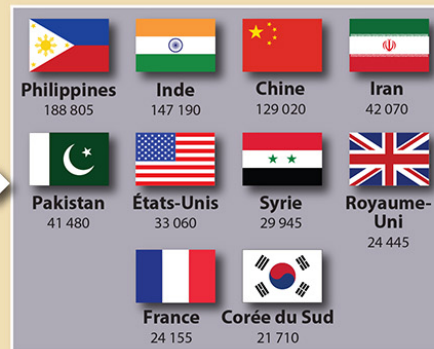 Philippines
188 805
Inde
147 190
Chine
129 020
Iran
42 070
Pakistan
41 480
États-Unis
33 060
Syrie
29 945
Royaume-
Uni
24 445
France
24 155
Corée du Sud
21 710